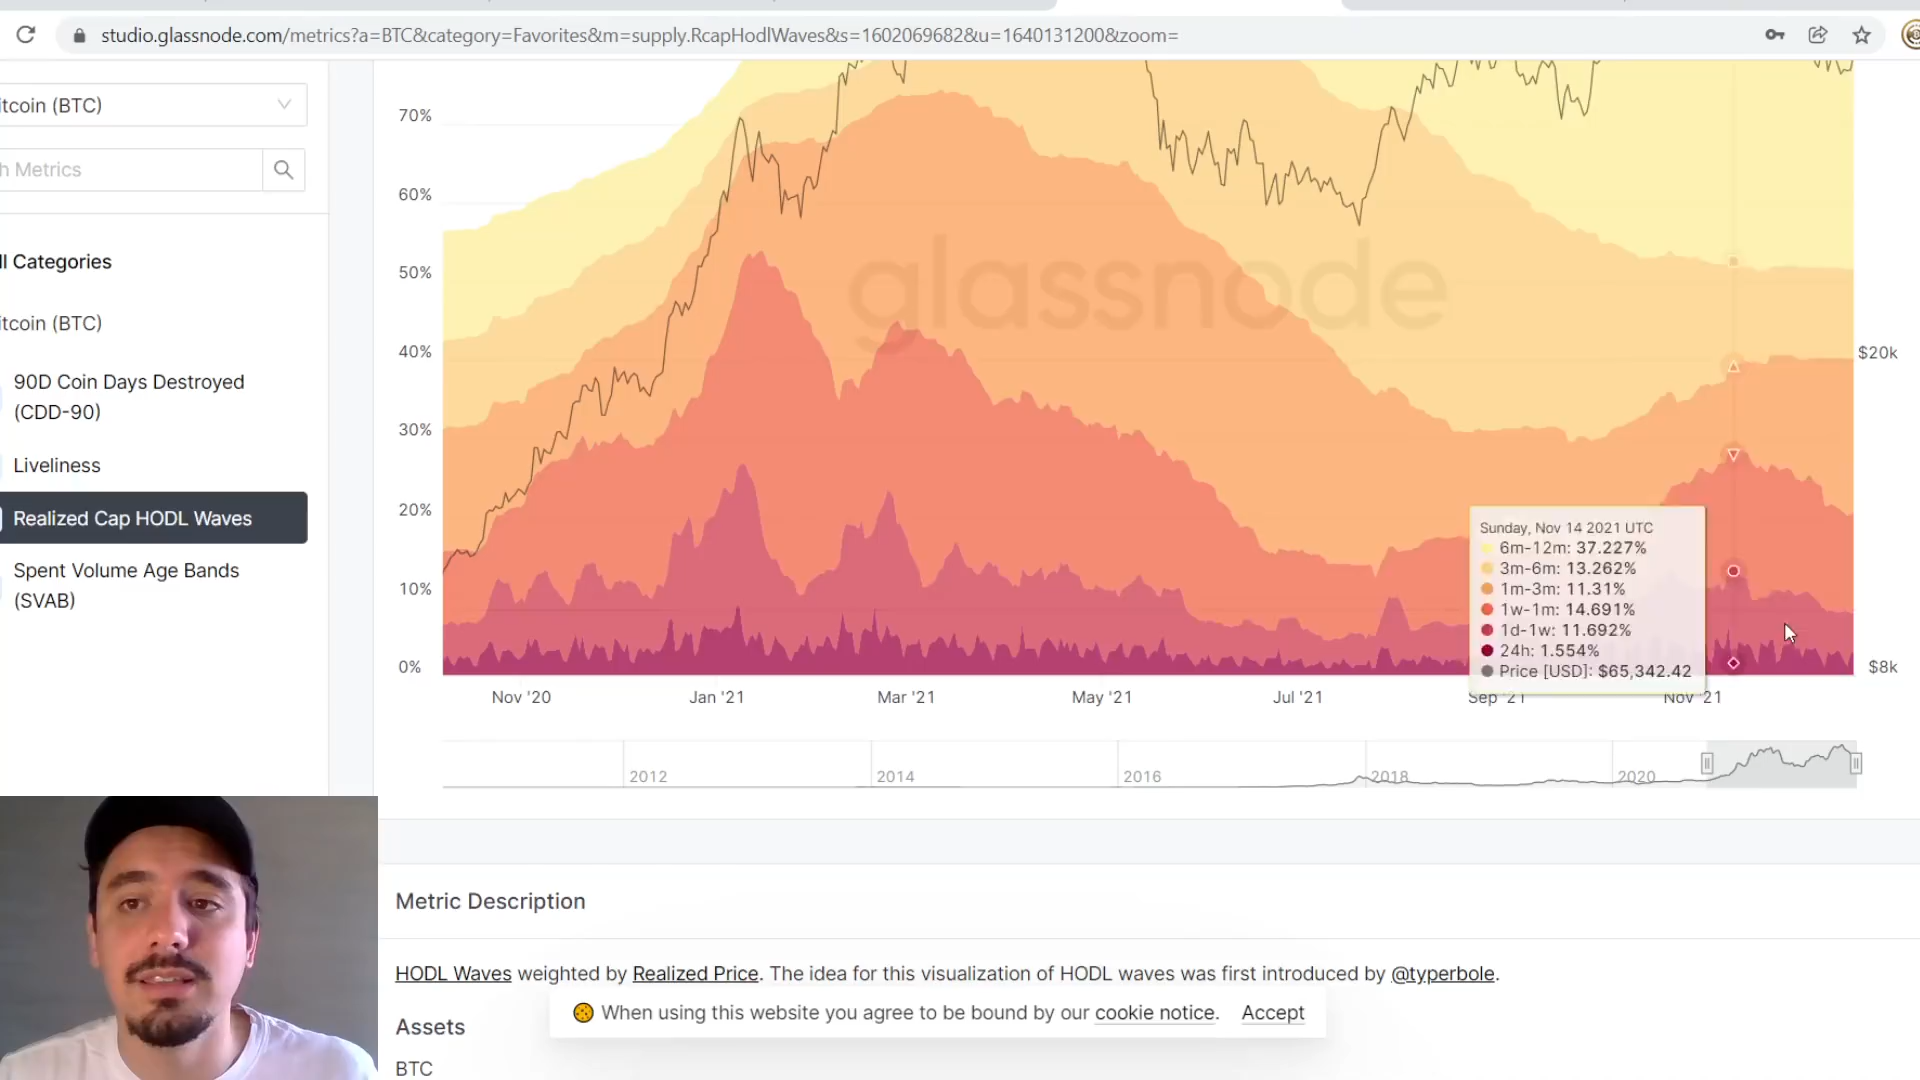 studio.glassnode.com/metrics?a=BTC&category=Favorites&m=supply.RcapHodlWaves&s=1602069682&u=1640131200&zoom=
itcoin (BTC)
h Metrics
ll Categories
itcoin (BTC)
90D Coin Days Destroyed
(CDD-90)
Liveliness
Realized Cap HODL Waves
Spent Volume Age Bands
(SVAB)
70%
60%
50%
40%
30%
20%
10%
0%
glassnode
$20k
$8k
Sunday, Nov 14 2021 UTC
6m-12m: 37.227%
3m-6m: 13.262%
1m-3m: 11.31%
1w-1m: 14.691%
1d-1w: 11.692%
24h: 1.554%
Price [USD]: $65,342.42
Nov '20 Jan '21 Mar '21 May '21 Jul '21 Sep '21 Nov '21
2012 2014 2016 2018 2020
Metric Description
HODL Waves weighted by Realized Price. The idea for this visualization of HODL waves was first introduced by @typerbole.
When using this website you agree to be bound by our cookie notice. Accept
Assets
BTC